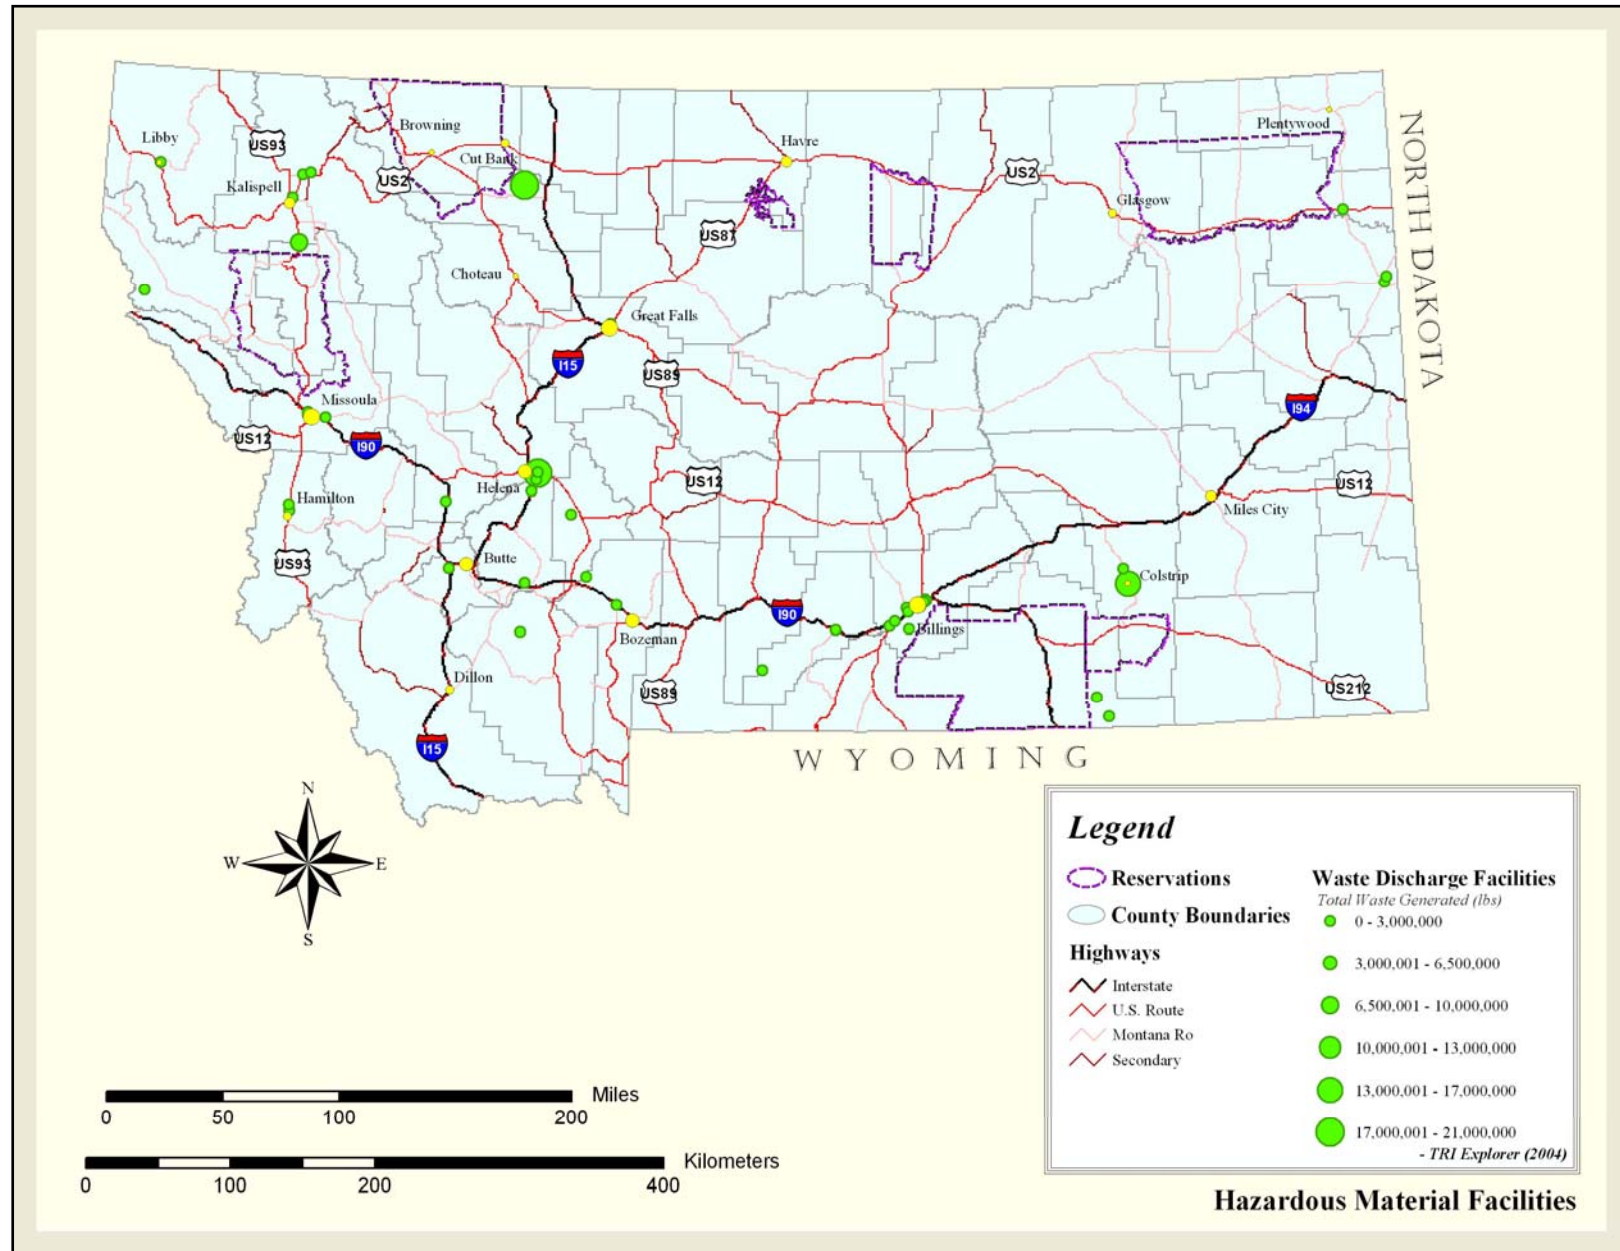 Libby
US93
Browning
Cut Bank
Havre
Plentywood
Kalispell
US2
US2
Glasgow
US87
NORTH DAKOTA
Choteau
Great Falls
I15
US89
Missoula
US12
I90
I94
Helena
US12
US12
Hamilton
Miles City
US93
Butte
Colstrip
I90
Bozeman
Billings
Dillon
US89
US212
I15
WYOMING
N
W
E
S
Legend
Reservations
County Boundaries
Highways
Interstate
U.S. Route
Montana Ro
Secondary
Waste Discharge Facilities
Total Waste Generated (lbs)
0 - 3,000,000
3,000,001 - 6,500,000
6,500,001 - 10,000,000
10,000,001 - 13,000,000
13,000,001 - 17,000,000
17,000,001 - 21,000,000
- TRI Explorer (2004)
Miles
0 50 100 200
Kilometers
0 100 200 400
Hazardous Material Facilities